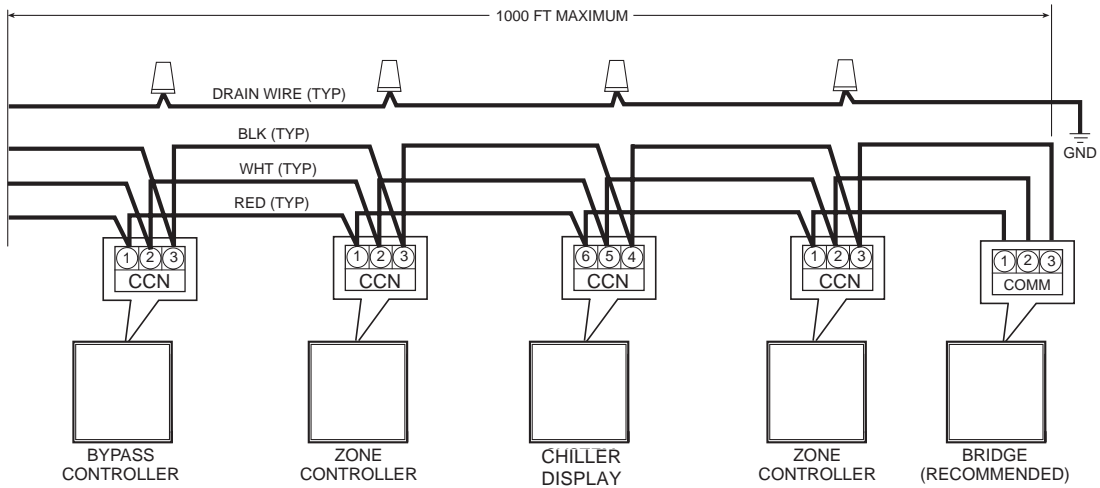 1000 FT MAXIMUM
DRAIN WIRE (TYP)
GND
BLK (TYP)
WHT (TYP)
RED (TYP)
1 2 3
CCN
1 2 3
CCN
6 5 4
CCN
1 2 3
CCN
1 2 3
COMM
BYPASS
CONTROLLER
ZONE
CONTROLLER
CHILLER
DISPLAY
ZONE
CONTROLLER
BRIDGE
(RECOMMENDED)